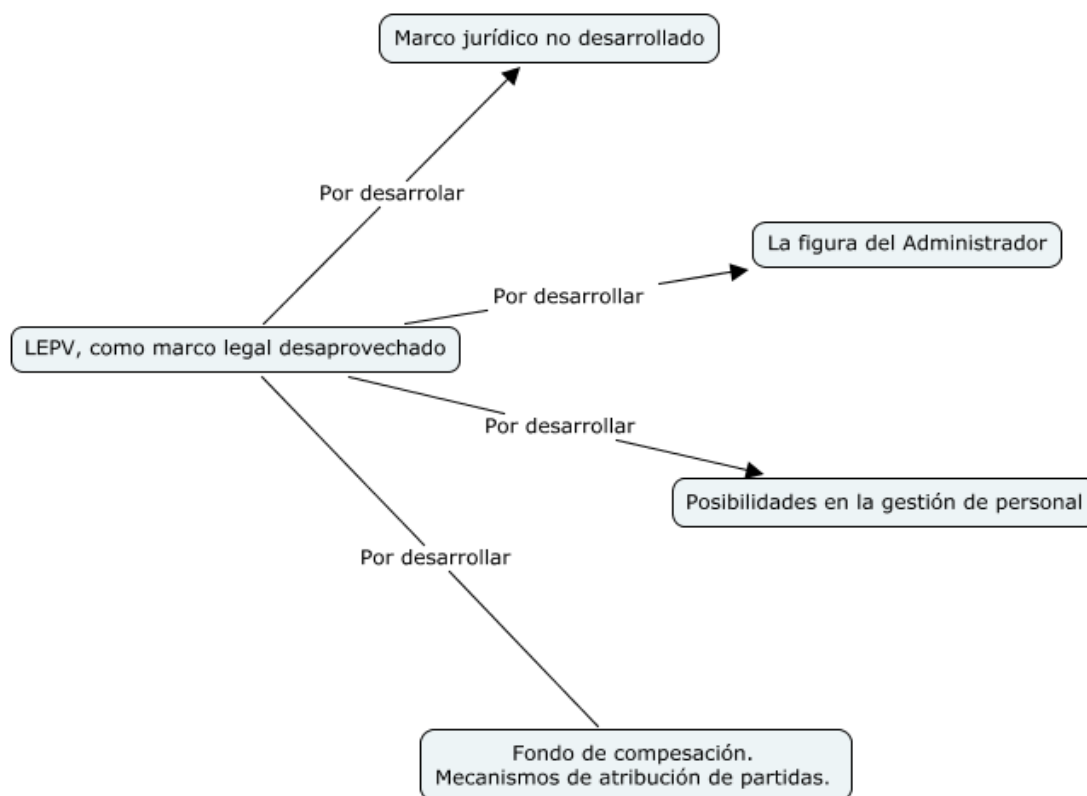 Marco jurídico no desarrollado
Por desarrolar
La figura del Administrador
Por desarrollar
LEPV, como marco legal desaprovechado
Por desarrollar
Posibilidades en la gestión de personal
Por desarrollar
Fondo de compesación.
Mecanismos de atribución de partidas.